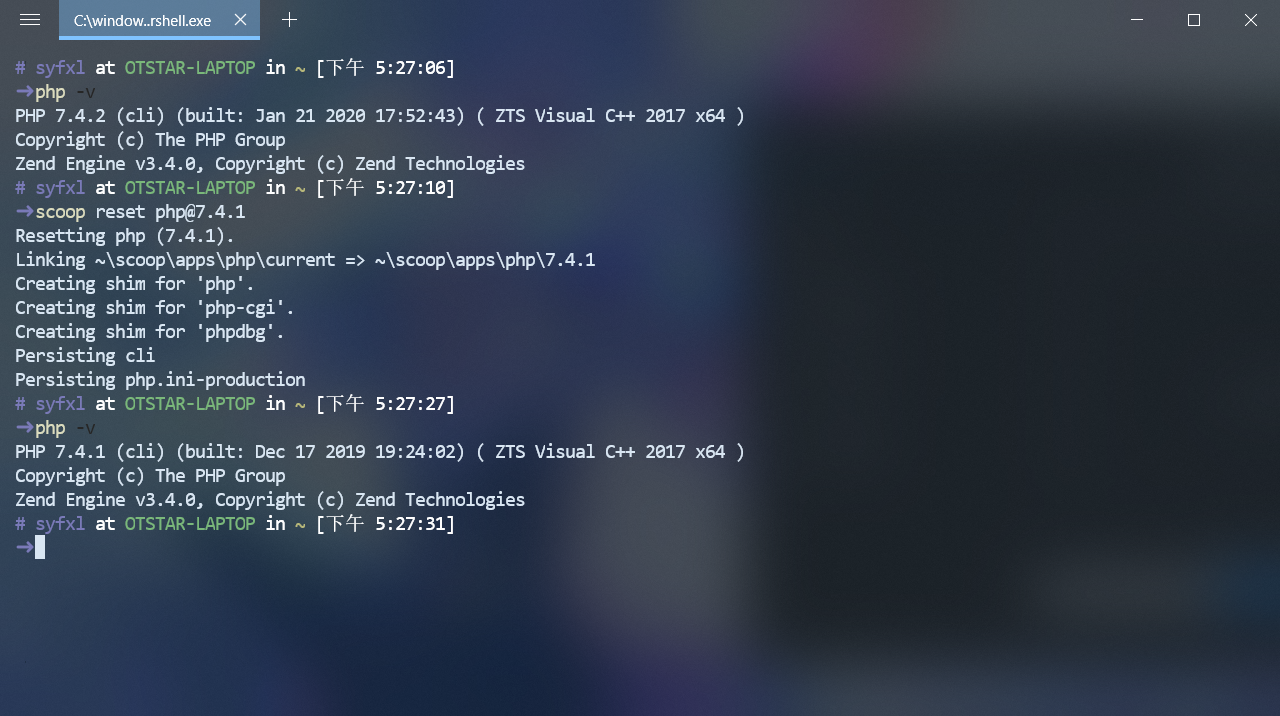 C:\window..rshell.exe
# syfxl at OTSTAR-LAPTOP in ~ [下午 5:27:06]
➜php -v
PHP 7.4.2 (cli) (built: Jan 21 2020 17:52:43) ( ZTS Visual C++ 2017 x64 )
Copyright (c) The PHP Group
Zend Engine v3.4.0, Copyright (c) Zend Technologies
# syfxl at OTSTAR-LAPTOP in ~ [下午 5:27:10]
➜scoop reset php@7.4.1
Resetting php (7.4.1).
Linking ~\scoop\apps\php\current => ~\scoop\apps\php\7.4.1
Creating shim for 'php'.
Creating shim for 'php-cgi'.
Creating shim for 'phpdbg'.
Persisting cli
Persisting php.ini-production
# syfxl at OTSTAR-LAPTOP in ~ [下午 5:27:27]
➜php -v
PHP 7.4.1 (cli) (built: Dec 17 2019 19:24:02) ( ZTS Visual C++ 2017 x64 )
Copyright (c) The PHP Group
Zend Engine v3.4.0, Copyright (c) Zend Technologies
# syfxl at OTSTAR-LAPTOP in ~ [下午 5:27:31]
➜